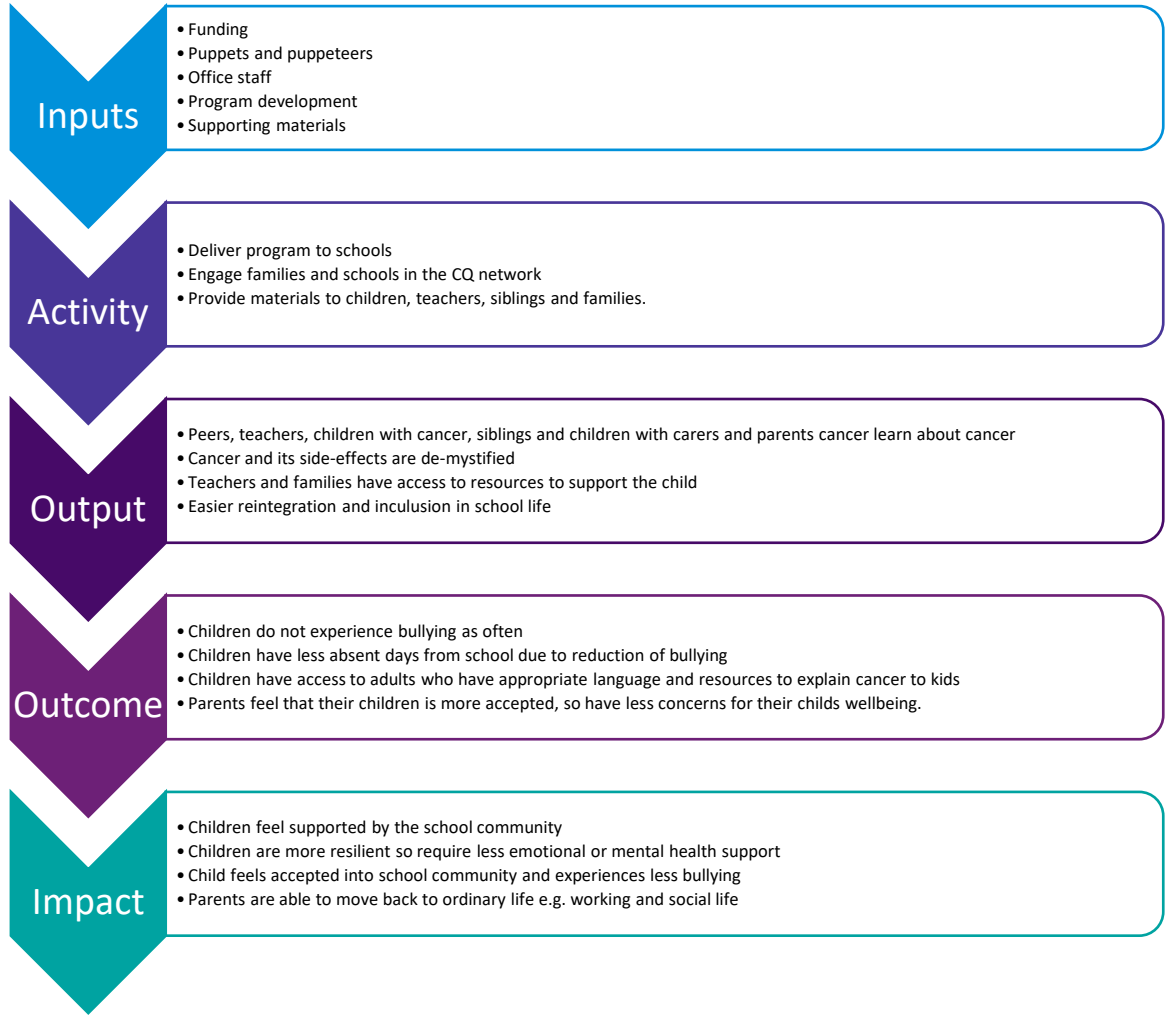 Inputs
• Funding
• Puppets and puppeteers
• Office staff
• Program development
• Supporting materials
Activity
• Deliver program to schools
• Engage families and schools in the CQ network
• Provide materials to children, teachers, siblings and families.
Output
• Peers, teachers, children with cancer, siblings and children with carers and parents cancer learn about cancer
• Cancer and its side-effects are de-mystified
• Teachers and families have access to resources to support the child
• Easier reintegration and inculusion in school life
Outcome
• Children do not experience bullying as often
• Children have less absent days from school due to reduction of bullying
• Children have access to adults who have appropriate language and resources to explain cancer to kids
• Parents feel that their children is more accepted, so have less concerns for their childs wellbeing.
Impact
• Children feel supported by the school community
• Children are more resilient so require less emotional or mental health support
• Child feels accepted into school community and experiences less bullying
• Parents are able to move back to ordinary life e.g. working and social life